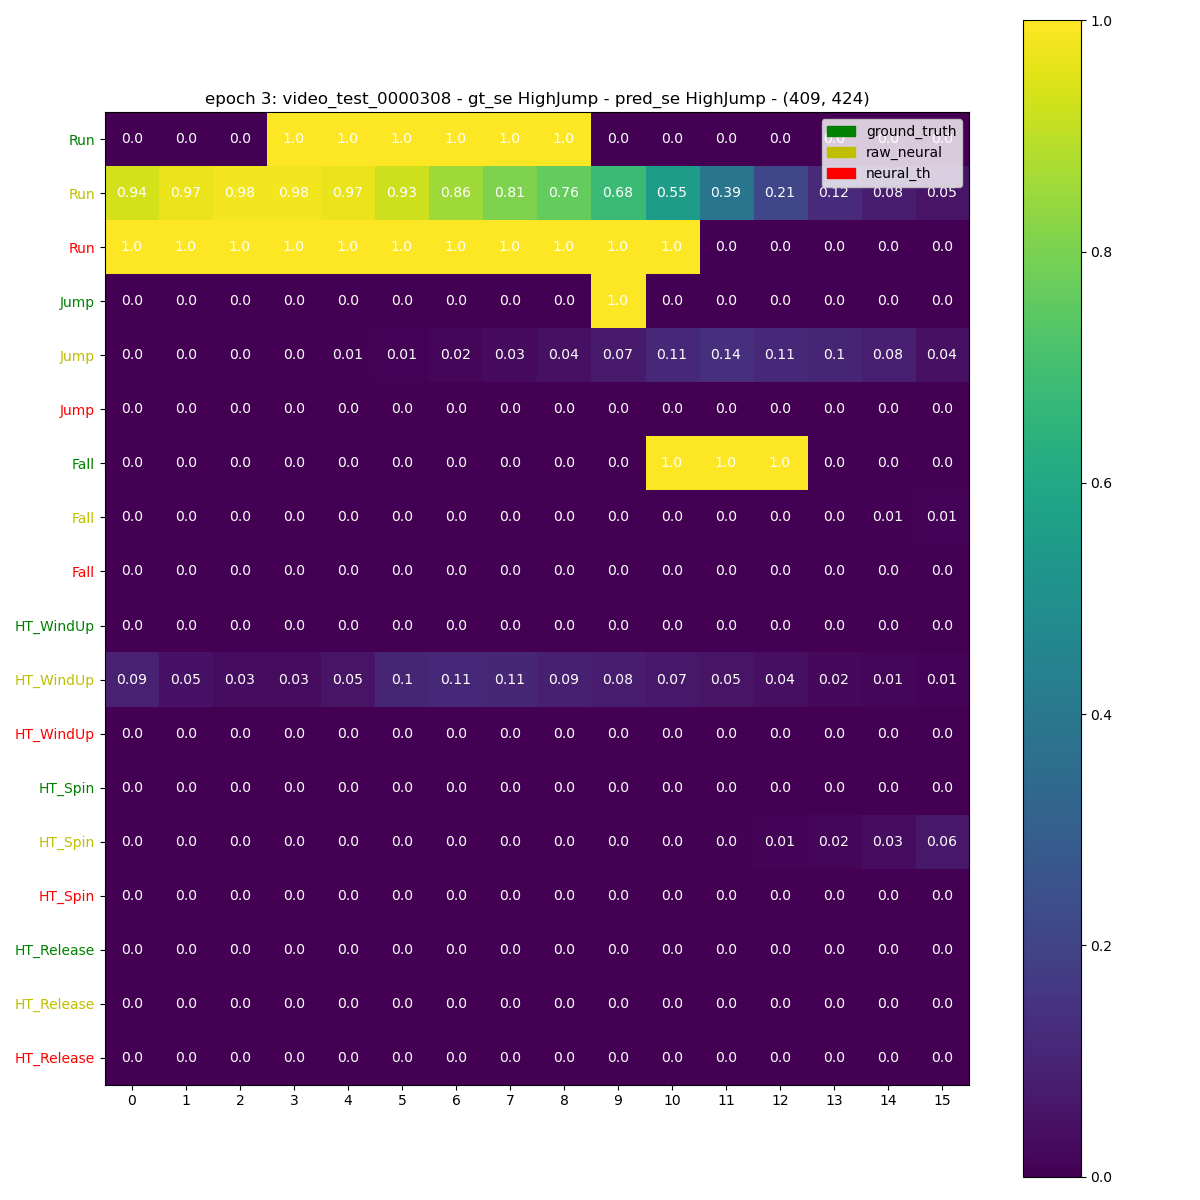 epoch 3: video_test_0000308 - gt_se HighJump - pred_se HighJump - (409, 424)
ground_truth
raw_neural
neural_th
Run 0.0 0.0 0.0 1.0 1.0 1.0 1.0 1.0 1.0 0.0 0.0 0.0 0.0 0.0
Run 0.94 0.97 0.98 0.98 0.97 0.93 0.86 0.81 0.76 0.68 0.55 0.39 0.21 0.12 0.08 0.05
Run 1.0 1.0 1.0 1.0 1.0 1.0 1.0 1.0 1.0 1.0 1.0 0.0 0.0 0.0 0.0 0.0
Jump 0.0 0.0 0.0 0.0 0.0 0.0 0.0 0.0 0.0 1.0 0.0 0.0 0.0 0.0 0.0 0.0
Jump 0.0 0.0 0.0 0.0 0.01 0.01 0.02 0.03 0.04 0.07 0.11 0.14 0.11 0.1 0.08 0.04
Jump 0.0 0.0 0.0 0.0 0.0 0.0 0.0 0.0 0.0 0.0 0.0 0.0 0.0 0.0 0.0 0.0
Fall 0.0 0.0 0.0 0.0 0.0 0.0 0.0 0.0 0.0 0.0 1.0 1.0 1.0 0.0 0.0 0.0
Fall 0.0 0.0 0.0 0.0 0.0 0.0 0.0 0.0 0.0 0.0 0.0 0.0 0.0 0.0 0.01 0.01
Fall 0.0 0.0 0.0 0.0 0.0 0.0 0.0 0.0 0.0 0.0 0.0 0.0 0.0 0.0 0.0 0.0
HT_WindUp 0.0 0.0 0.0 0.0 0.0 0.0 0.0 0.0 0.0 0.0 0.0 0.0 0.0 0.0 0.0 0.0
HT_WindUp 0.09 0.05 0.03 0.03 0.05 0.1 0.11 0.11 0.09 0.08 0.07 0.05 0.04 0.02 0.01 0.01
HT_WindUp 0.0 0.0 0.0 0.0 0.0 0.0 0.0 0.0 0.0 0.0 0.0 0.0 0.0 0.0 0.0 0.0
HT_Spin 0.0 0.0 0.0 0.0 0.0 0.0 0.0 0.0 0.0 0.0 0.0 0.0 0.0 0.0 0.0 0.0
HT_Spin 0.0 0.0 0.0 0.0 0.0 0.0 0.0 0.0 0.0 0.0 0.0 0.0 0.01 0.02 0.03 0.06
HT_Spin 0.0 0.0 0.0 0.0 0.0 0.0 0.0 0.0 0.0 0.0 0.0 0.0 0.0 0.0 0.0 0.0
HT_Release 0.0 0.0 0.0 0.0 0.0 0.0 0.0 0.0 0.0 0.0 0.0 0.0 0.0 0.0 0.0 0.0
HT_Release 0.0 0.0 0.0 0.0 0.0 0.0 0.0 0.0 0.0 0.0 0.0 0.0 0.0 0.0 0.0 0.0
HT_Release 0.0 0.0 0.0 0.0 0.0 0.0 0.0 0.0 0.0 0.0 0.0 0.0 0.0 0.0 0.0 0.0
0 1 2 3 4 5 6 7 8 9 10 11 12 13 14 15
1.0
0.8
0.6
0.4
0.2
0.0